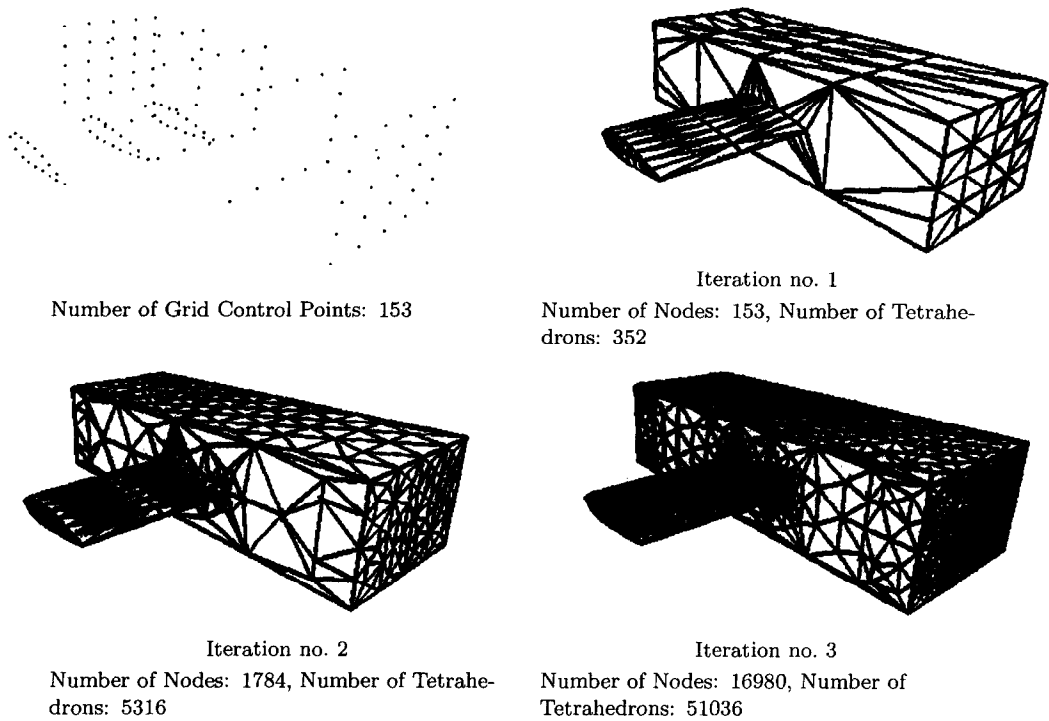 Number of Grid Control Points: 153
Iteration no. 1
Number of Nodes: 153, Number of Tetrahe-
drons: 352
Iteration no. 2
Number of Nodes: 1784, Number of Tetrahe-
drons: 5316
Iteration no. 3
Number of Nodes: 16980, Number of
Tetrahedrons: 51036